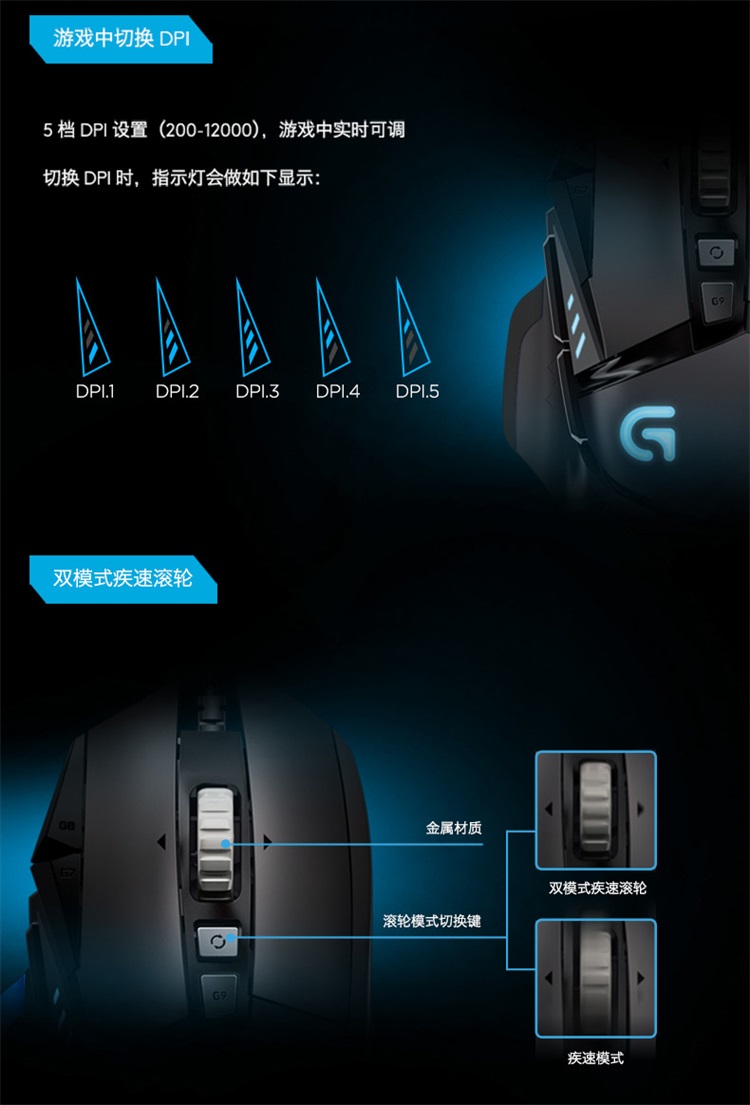 游戏中切换 DPI
5 档 DPI 设置（200-12000），游戏中实时可调
切换 DPI 时，指示灯会做如下显示：
G9
DPI.1 DPI.2 DPI.3 DPI.4 DPI.5
G
双模式疾速滚轮
G8
G7
金属材质
双模式疾速滚轮
滚轮模式切换键
G9
疾速模式